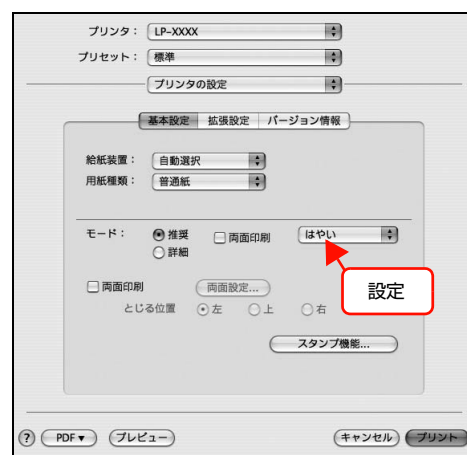 プリンタ： LP-XXXX
プリセット： 標準
プリンタの設定
基本設定 拡張設定 バージョン情報
給紙装置： 自動選択
用紙種類： 普通紙
モード： 推奨 両面印刷 はやい
詳細
設定
両面印刷 両面設定...
とじる位置 左 上 右
スタンプ機能...
? PDF▼ プレビュー キャンセル プリント